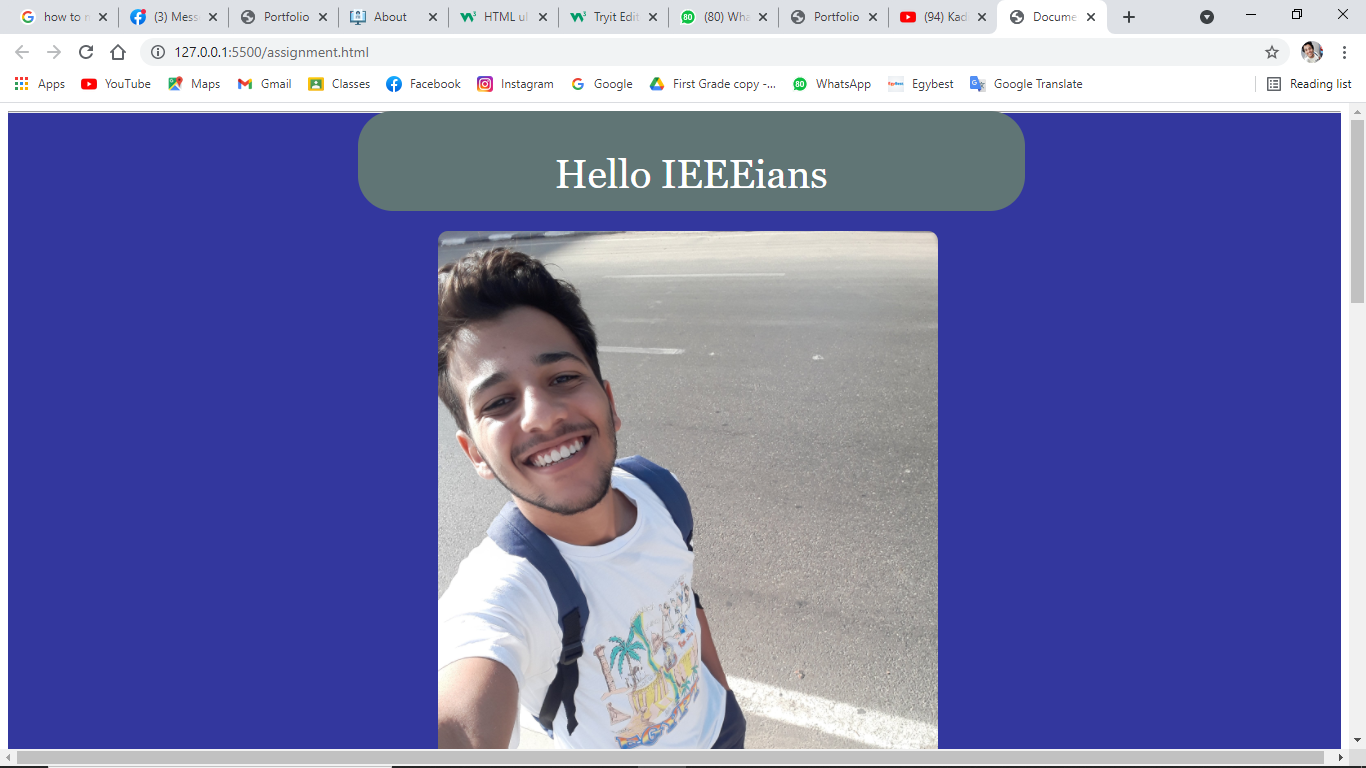 how to (3) Mess Portfolio About HTML ul Tryit Edit (80) Wha Portfolio (94) Kad Docume
127.0.0.1:5500/assignment.html
Apps YouTube Maps Gmail Classes Facebook Instagram Google First Grade copy -... WhatsApp Egybest Google Translate Reading list
Hello IEEEians